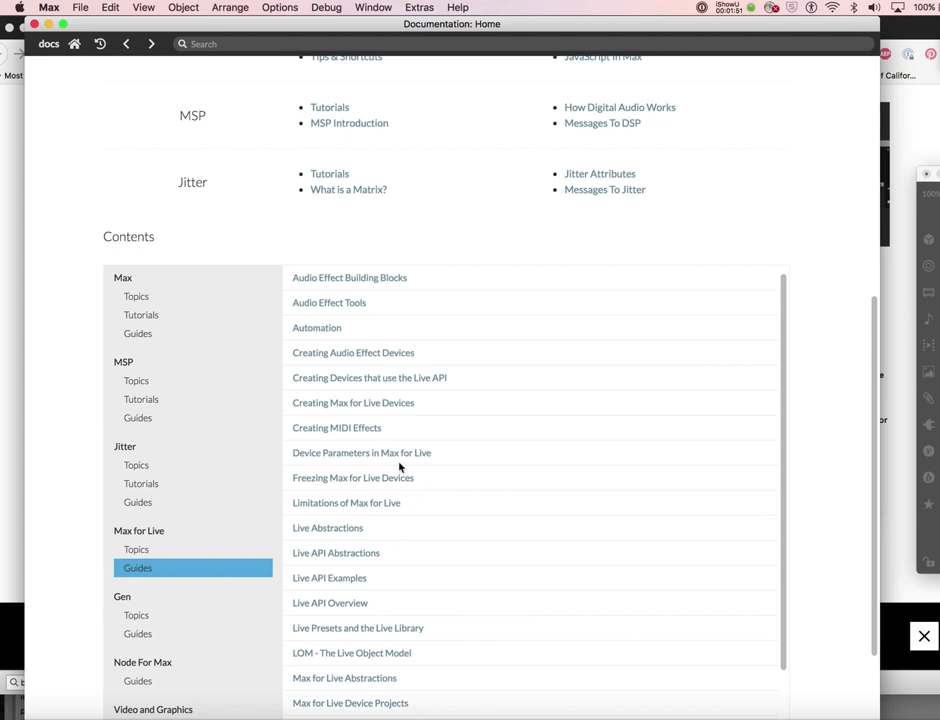 Max File Edit View Object Arrange Options Debug Window Extras Help iShowU 00:01:51 100%
Documentation: Home
docs Search
Most
f Califor...
Tips & Shortcuts JavaScript in Max
MSP
Tutorials How Digital Audio Works
MSP Introduction Messages To DSP
Jitter
Tutorials Jitter Attributes
What is a Matrix? Messages To Jitter
Contents
Max
Topics
Tutorials
Guides
MSP
Topics
Tutorials
Guides
Jitter
Topics
Tutorials
Guides
Max for Live
Topics
Guides
Gen
Topics
Guides
Node For Max
Guides
Video and Graphics
Audio Effect Building Blocks
Audio Effect Tools
Automation
Creating Audio Effect Devices
Creating Devices that use the Live API
Creating Max for Live Devices
Creating MIDI Effects
Device Parameters in Max for Live
Freezing Max for Live Devices
Limitations of Max for Live
Live Abstractions
Live API Abstractions
Live API Examples
Live API Overview
Live Presets and the Live Library
LOM - The Live Object Model
Max for Live Abstractions
Max for Live Device Projects
100%